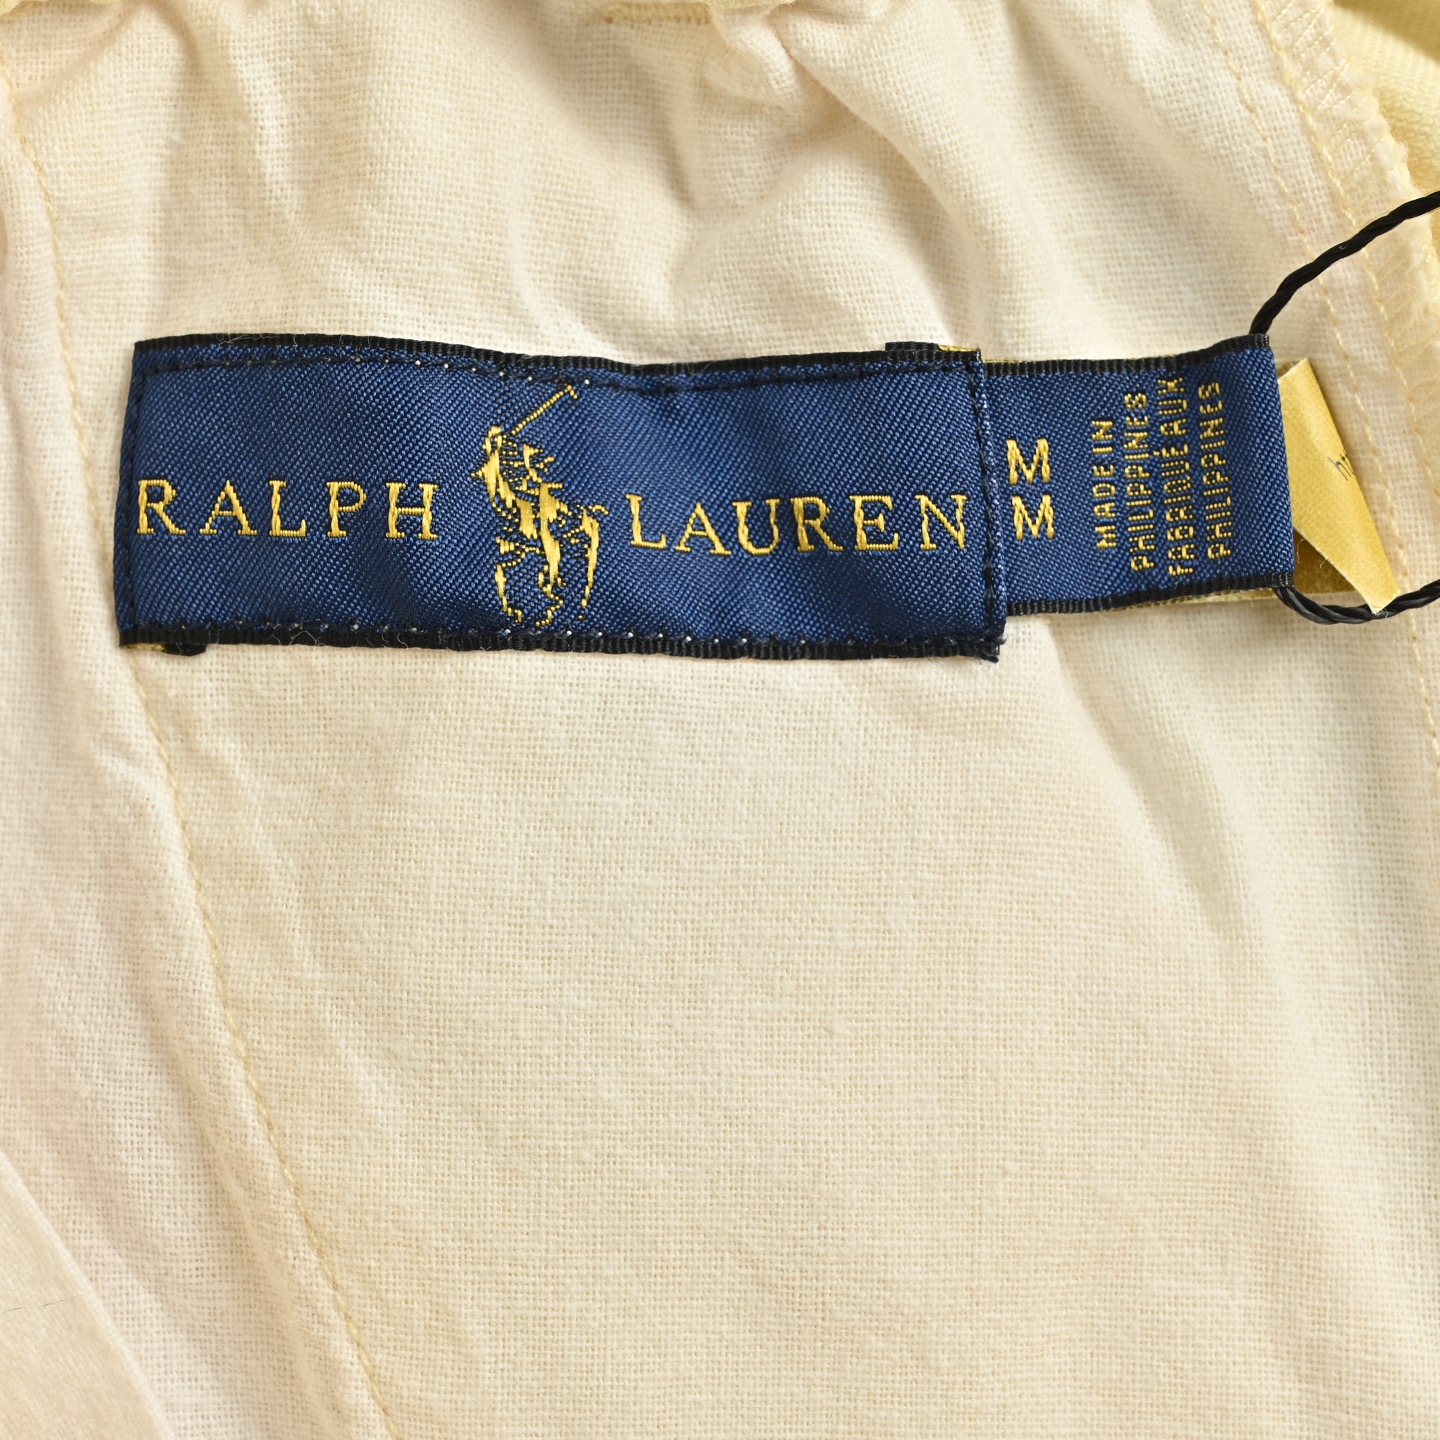 RALPH LAUREN
M
M
MADE IN
PHILIPPINES
FABRIQUÉ AUX
PHILIPPINES